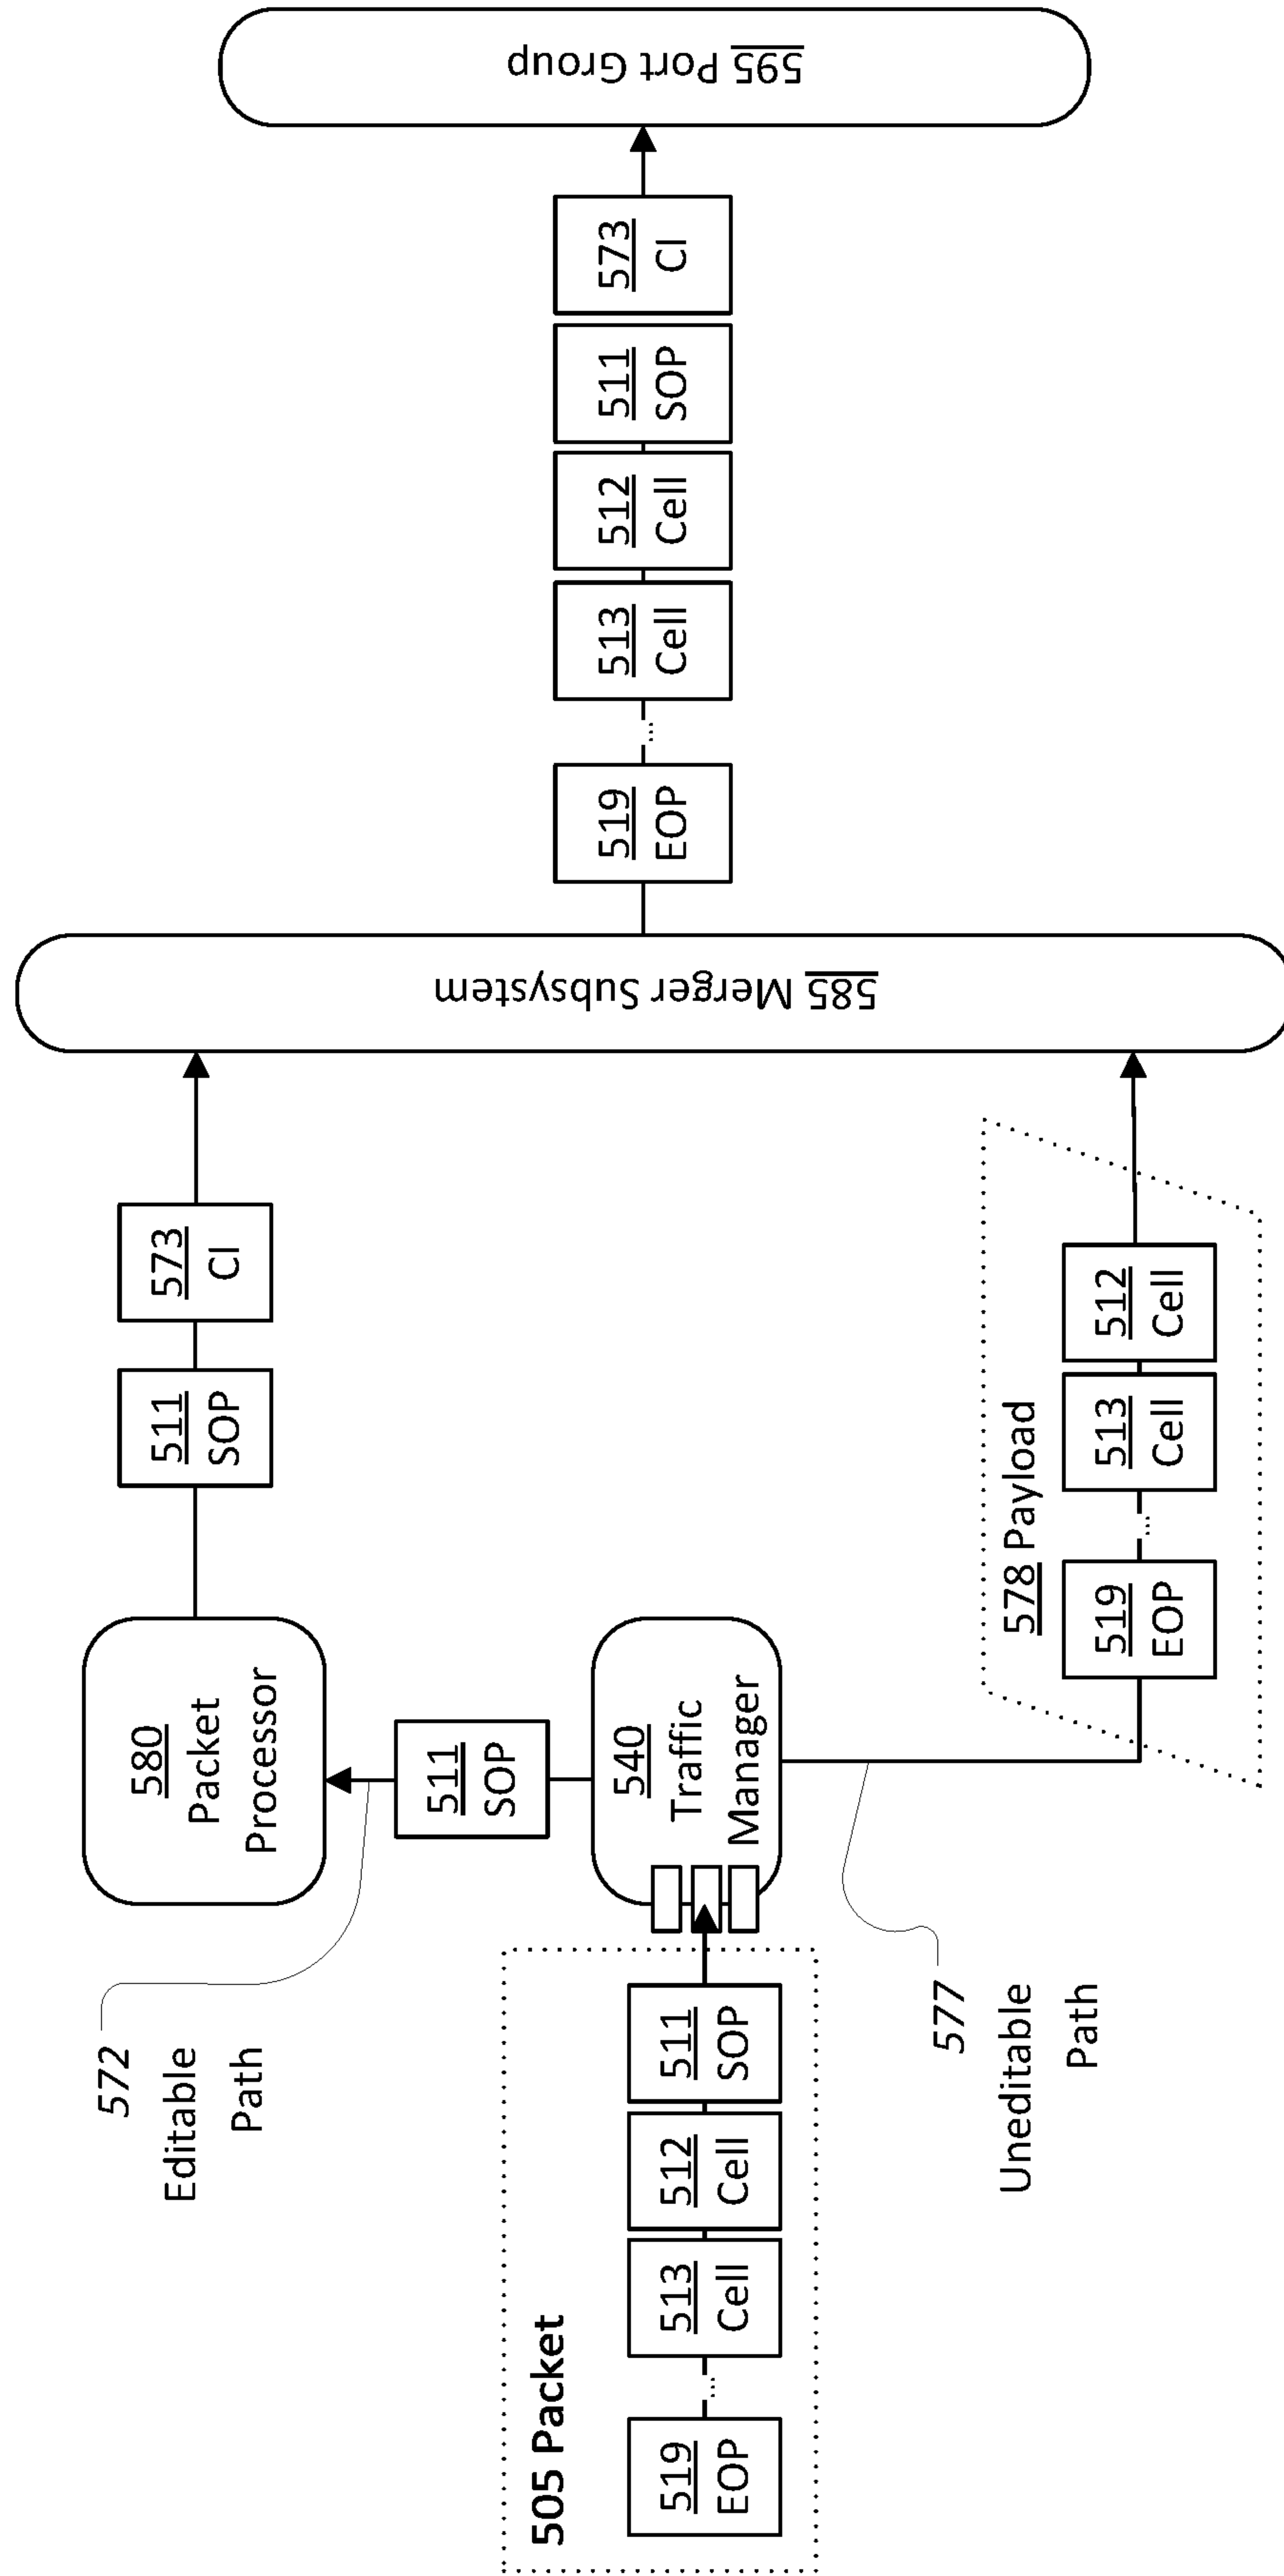 572
Editable
Path
505 Packet
519
EOP
...
513
Cell
512
Cell
511
SOP
580
Packet
Processor
511
SOP
540
Traffic
Manager
577
Uneditable
Path
511
SOP
573
CI
578 Payload
519
EOP
...
513
Cell
512
Cell
585 Merger Subsystem
519
EOP
...
513
Cell
512
Cell
511
SOP
573
CI
595 Port Group